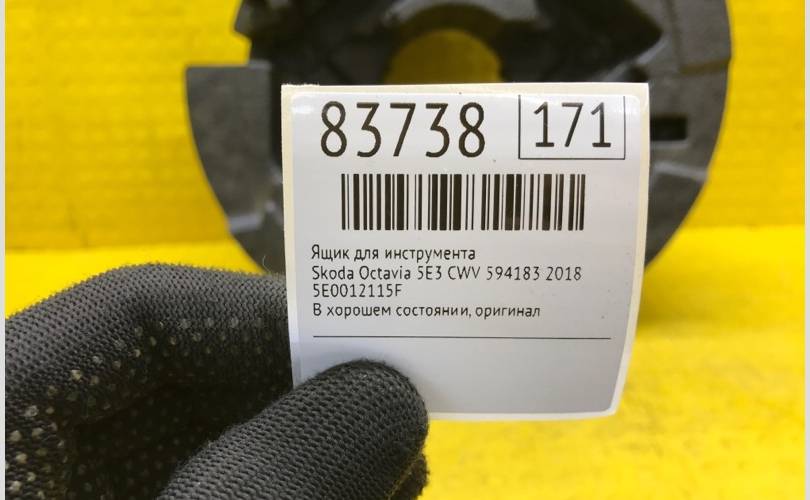 83738 171
Ящик для инструмента
Skoda Octavia 5E3 CWV 594183 2018
5E0012115F
В хорошем состоянии, оригинал